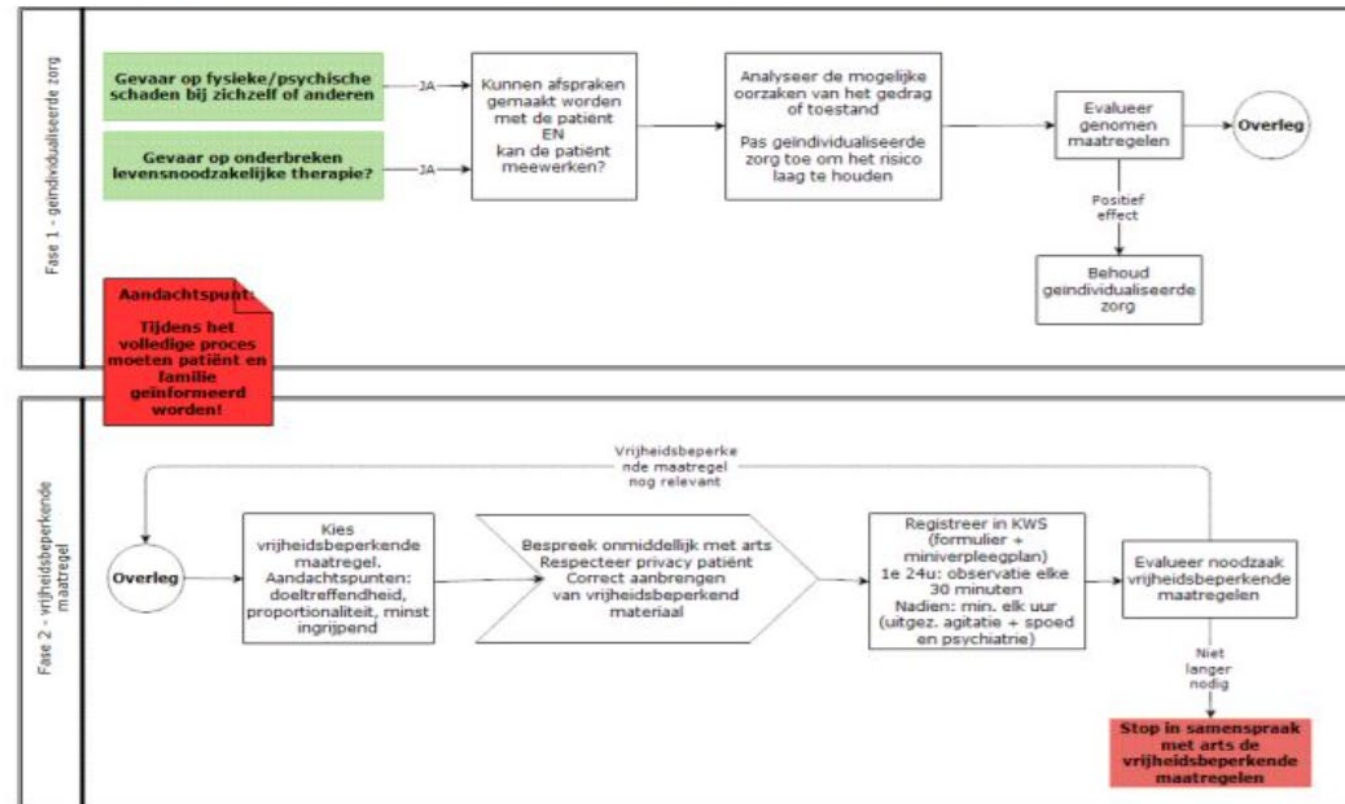 Fase 1 - geïndividualiseerde zorg
Gevaar op fysieke/psychische
schaden bij zichzelf of anderen
JA
Gevaar op onderbreken
levensnoodzakelijke therapie?
JA
Kunnen afspraken
gemaakt worden
met de patiënt
EN
kan de patiënt
meewerken?
Analyseer de mogelijke
oorzaken van het gedrag
of toestand
Pas geïndividualiseerde
zorg toe om het risico
laag te houden
Evalueer
genomen
maatregelen
Overleg
Positief
effect
Behoud
geïndividualiseerde
zorg
Aandachtspunt:
Tijdens het
volledige proces
moeten patiënt en
familie
geïnformeerd
worden!
Fase 2 - vrijheidsbeperkende
maatregel
Vrijheidsbeperke
nde maatregel
nog relevant
Overleg
Kies
vrijheidsbeperkende
maatregel.
Aandachtspunten:
doeltreffendheid,
proportionaliteit, minst
ingrijpend
Bespreek onmiddellijk met arts
Respecteer privacy patiënt
Correct aanbrengen
van vrijheidsbeperkend
materiaal
Registreer in KWS
(formulier +
miniverpleegplan)
1e 24u: observatie elke
30 minuten
Nadien: min. elk uur
(uitgez. agitatie + spoed
en psychiatrie)
Evalueer noodzaak
vrijheidsbeperkende
maatregelen
Niet
langer
nodig
Stop in samenspraak
met arts de
vrijheidsbeperkende
maatregelen